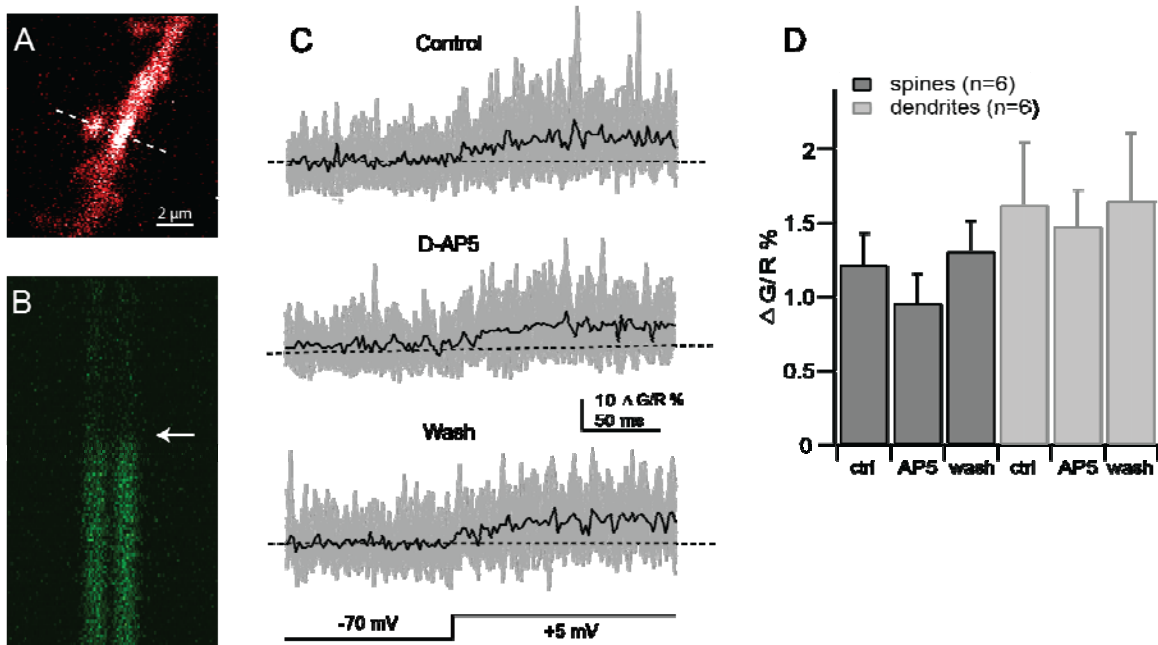 A
2 µm
B
C
Control
D-AP5
10 Δ G/R %
50 ms
Wash
-70 mV
+5 mV
D
spines (n=6)
dendrites (n=6)
Δ G/R %
2
1.5
1.0
0.5
0
ctrl AP5 wash ctrl AP5 wash